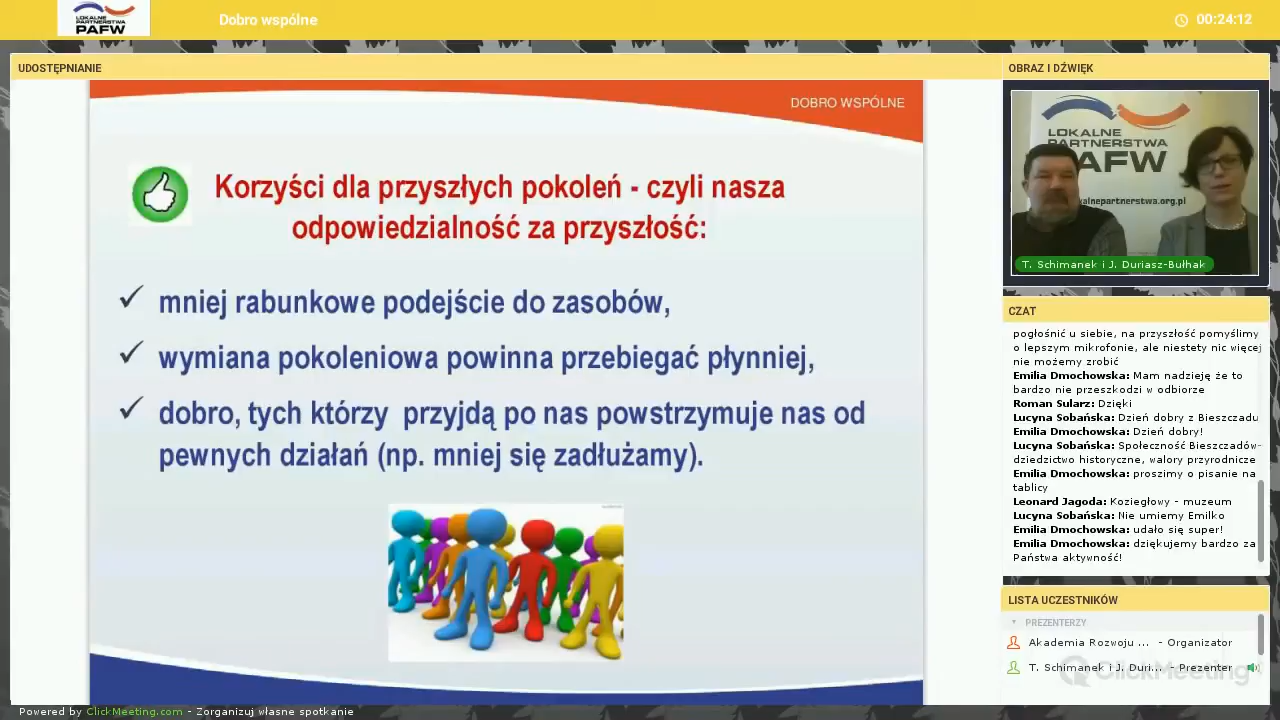 LOKALNE
PARTNERSTWA
PAFW
Dobro wspólne
00:24:12
UDOSTĘPNIANIE
DOBRO WSPÓLNE
Korzyści dla przyszłych pokoleń - czyli nasza
odpowiedzialność za przyszłość:
mniej rabunkowe podejście do zasobów,
wymiana pokoleniowa powinna przebiegać płynniej,
dobro, tych którzy przyjdą po nas powstrzymuje nas od
pewnych działań (np. mniej się zadłużamy).
OBRAZ I DŹWIĘK
LOKALNE
PARTNERSTWA
PAFW
kalnepartnerstwa.org.pl
T. Schimanek i J. Duriasz-Bułhak
CZAT
pogłośnić u siebie, na przyszłość pomyślimy
o lepszym mikrofonie, ale niestety nic więcej
nie możemy zrobić
Emilia Dmochowska: Mam nadzieję że to
bardzo nie przeszkodzi w odbiorze
Roman Sularz: Dzięki
Lucyna Sobańska: Dzień dobry z Bieszczadu
Emilia Dmochowska: Dzień dobry!
Lucyna Sobańska: Społeczność Bieszczadów-
dziedzictwo historyczne, walory przyrodnicze
Emilia Dmochowska: proszimy o pisanie na
tablicy
Leonard Jagoda: Koziegłowy - muzeum
Lucyna Sobańska: Nie umiemy Emilko
Emilia Dmochowska: udało się super!
Emilia Dmochowska: dziękujemy bardzo za
Państwa aktywność!
LISTA UCZESTNIKÓW
PREZENTERZY
Akademia Rozwoju ... - Organizator
T. Schimanek i J. Duri... - Prezenter
ClickMeeting
Powered by ClickMeeting.com - Zorganizuj własne spotkanie